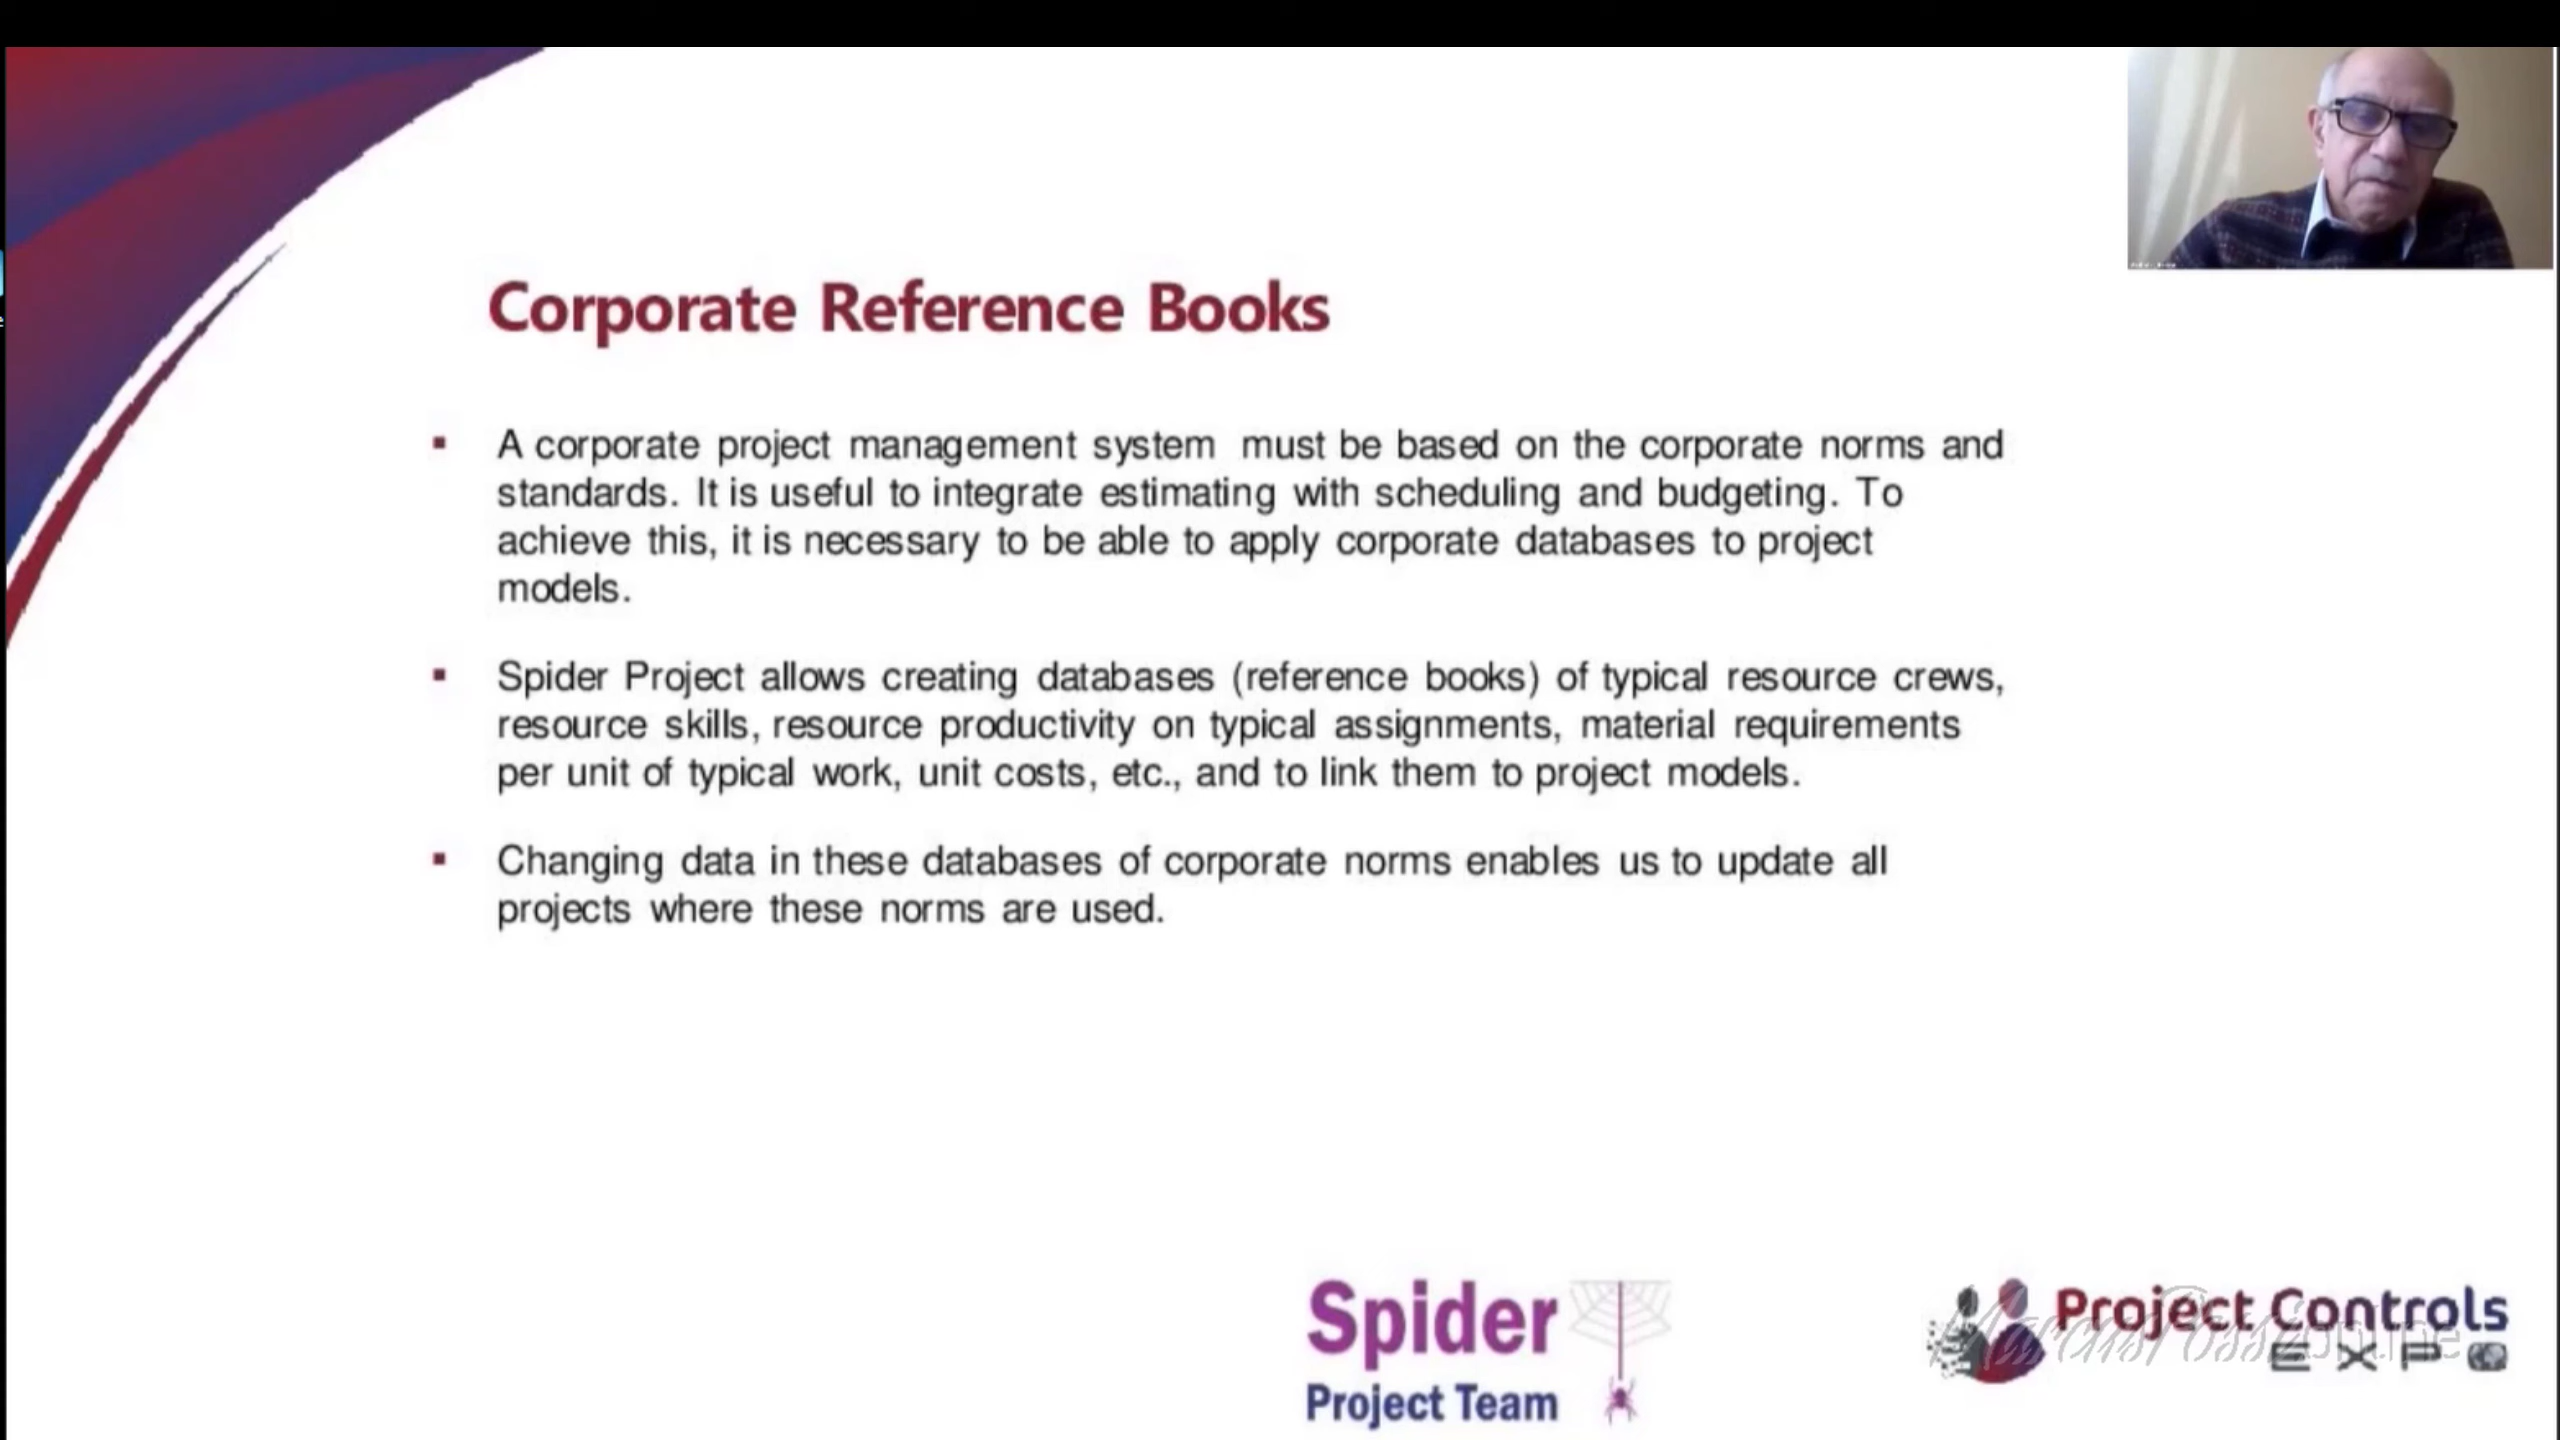 Corporate Reference Books
▪ A corporate project management system must be based on the corporate norms and
standards. It is useful to integrate estimating with scheduling and budgeting. To
achieve this, it is necessary to be able to apply corporate databases to project
models.
▪ Spider Project allows creating databases (reference books) of typical resource crews,
resource skills, resource productivity on typical assignments, material requirements
per unit of typical work, unit costs, etc., and to link them to project models.
▪ Changing data in these databases of corporate norms enables us to update all
projects where these norms are used.
Spider
Project Team
Project Controls
EXPO